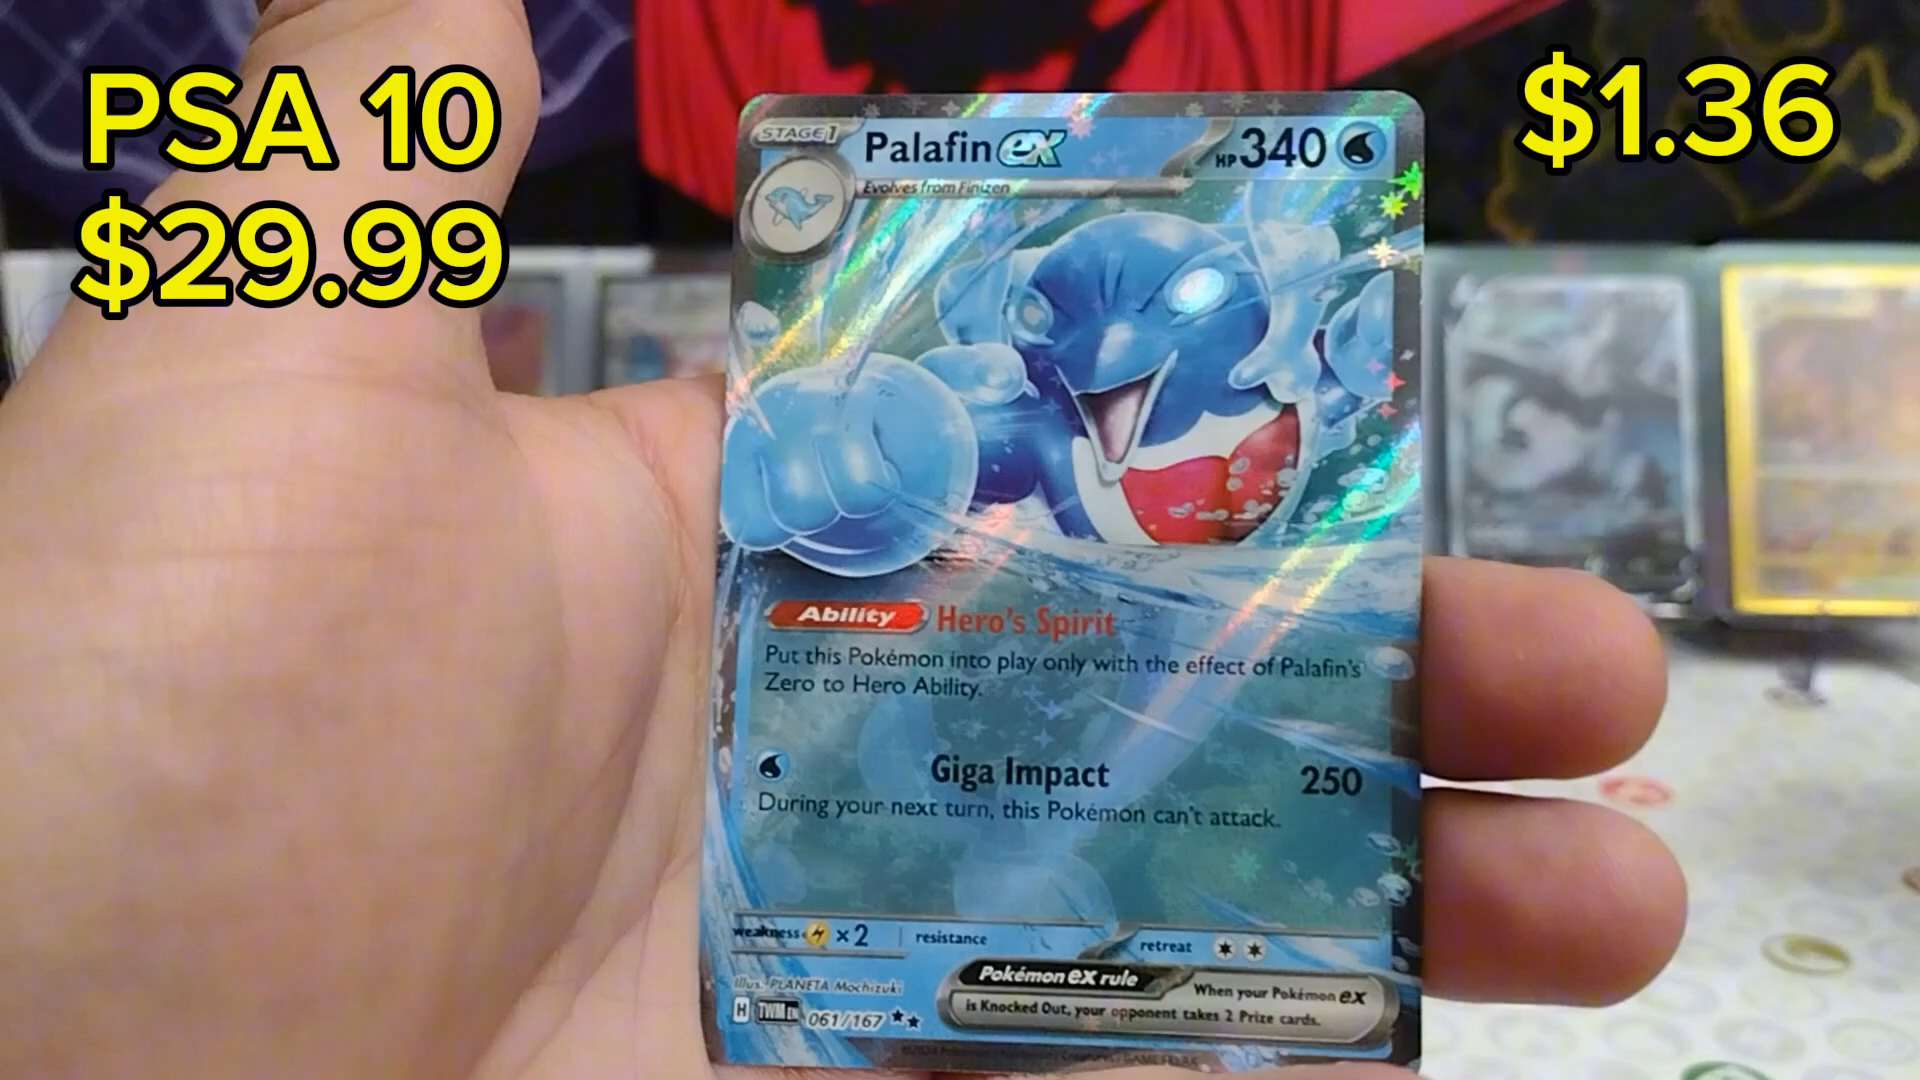 PSA 10
$29.99
$1.36
STAGE 1
Palafin ex
HP 340
Evolves from Finizen
Ability Hero's Spirit
Put this Pokémon into play only with the effect of Palafin's
Zero to Hero Ability.
Giga Impact 250
During your next turn, this Pokémon can't attack.
weakness ×2 resistance retreat
Illus. PLANETA Mochizuki
H TWM EN 061/167
Pokémon ex rule
When your Pokémon ex
is Knocked Out, your opponent takes 2 Prize cards.